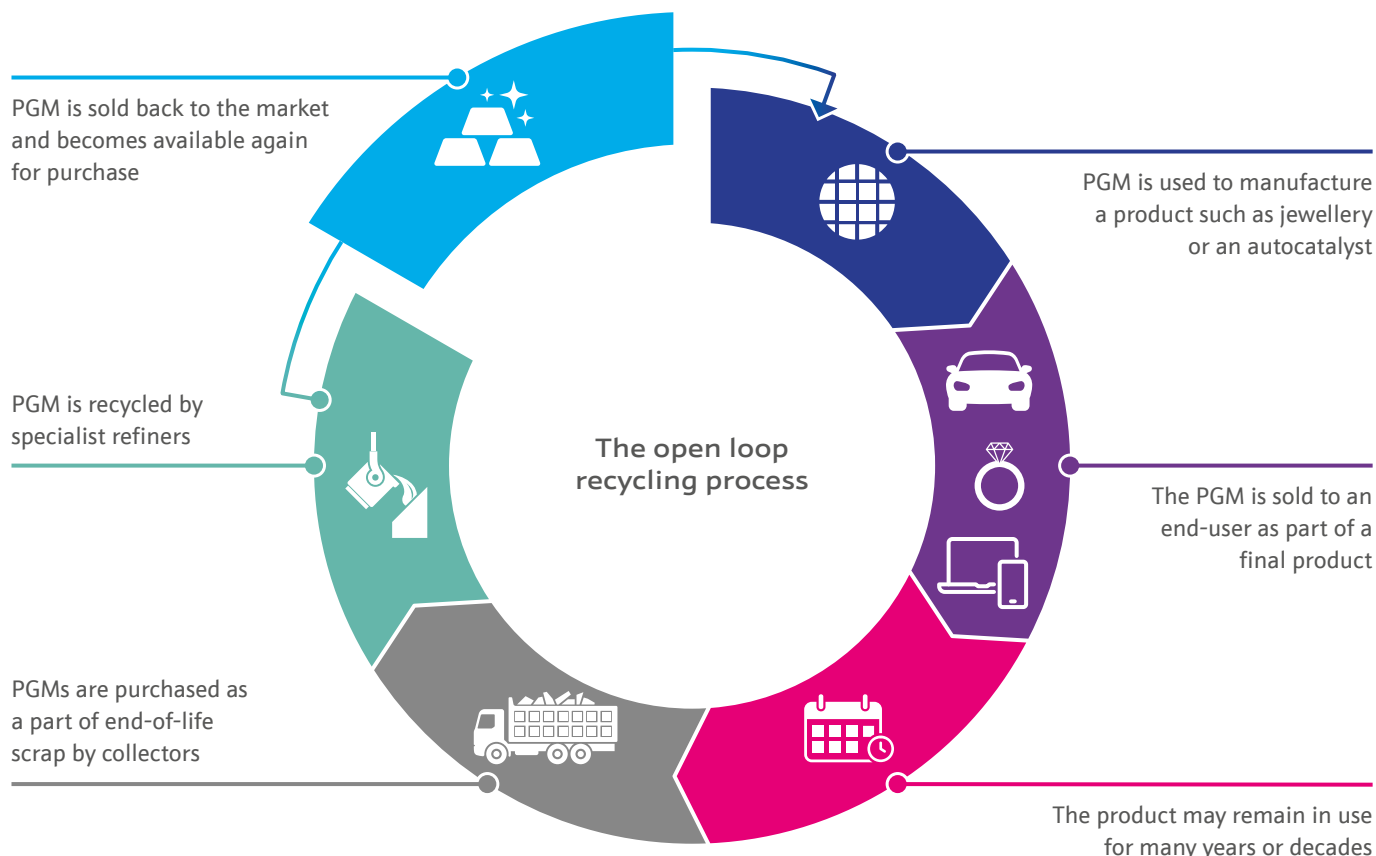 PGM is sold back to the market
and becomes available again
for purchase
PGM is used to manufacture
a product such as jewellery
or an autocatalyst
PGM is recycled by
specialist refiners
The open loop
recycling process
The PGM is sold to an
end-user as part of a
final product
PGMs are purchased as
a part of end-of-life
scrap by collectors
The product may remain in use
for many years or decades